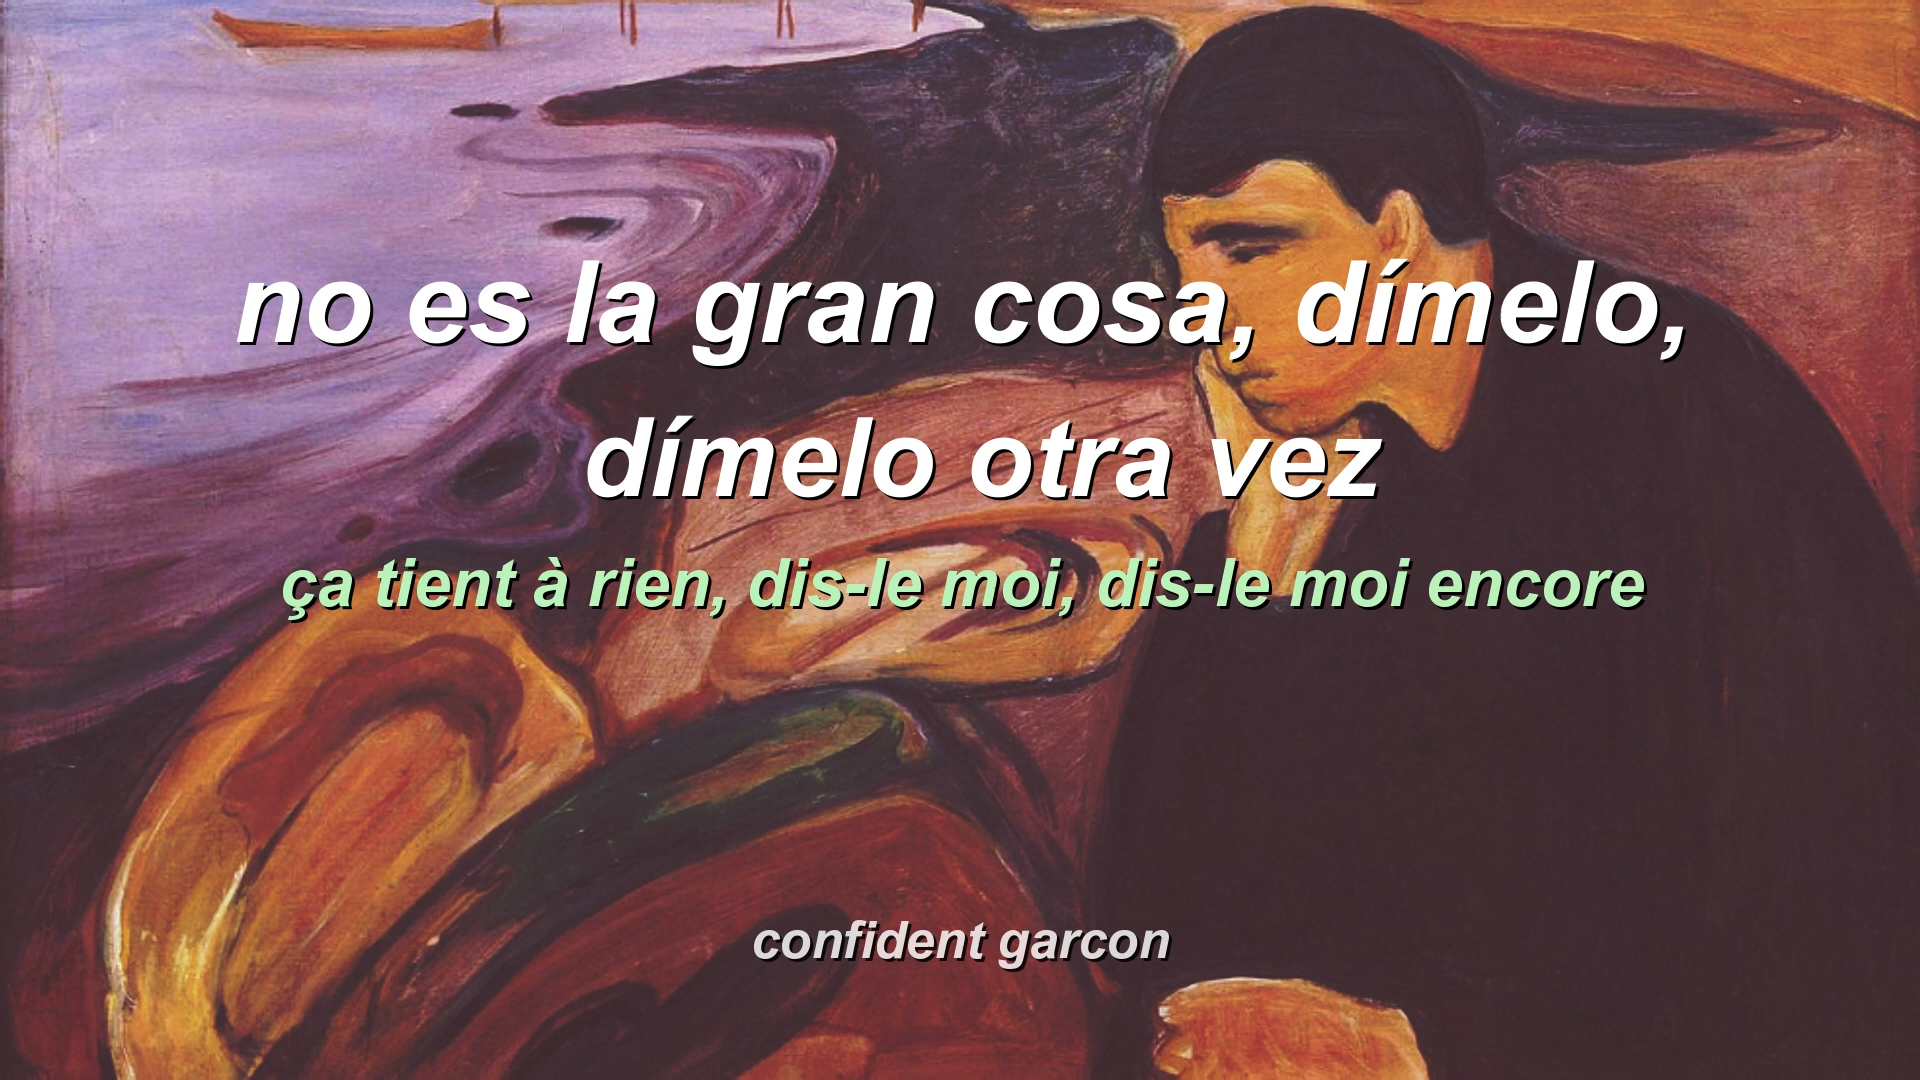 no es la gran cosa, dímelo,
dímelo otra vez
ça tient à rien, dis-le moi, dis-le moi encore
confident garcon